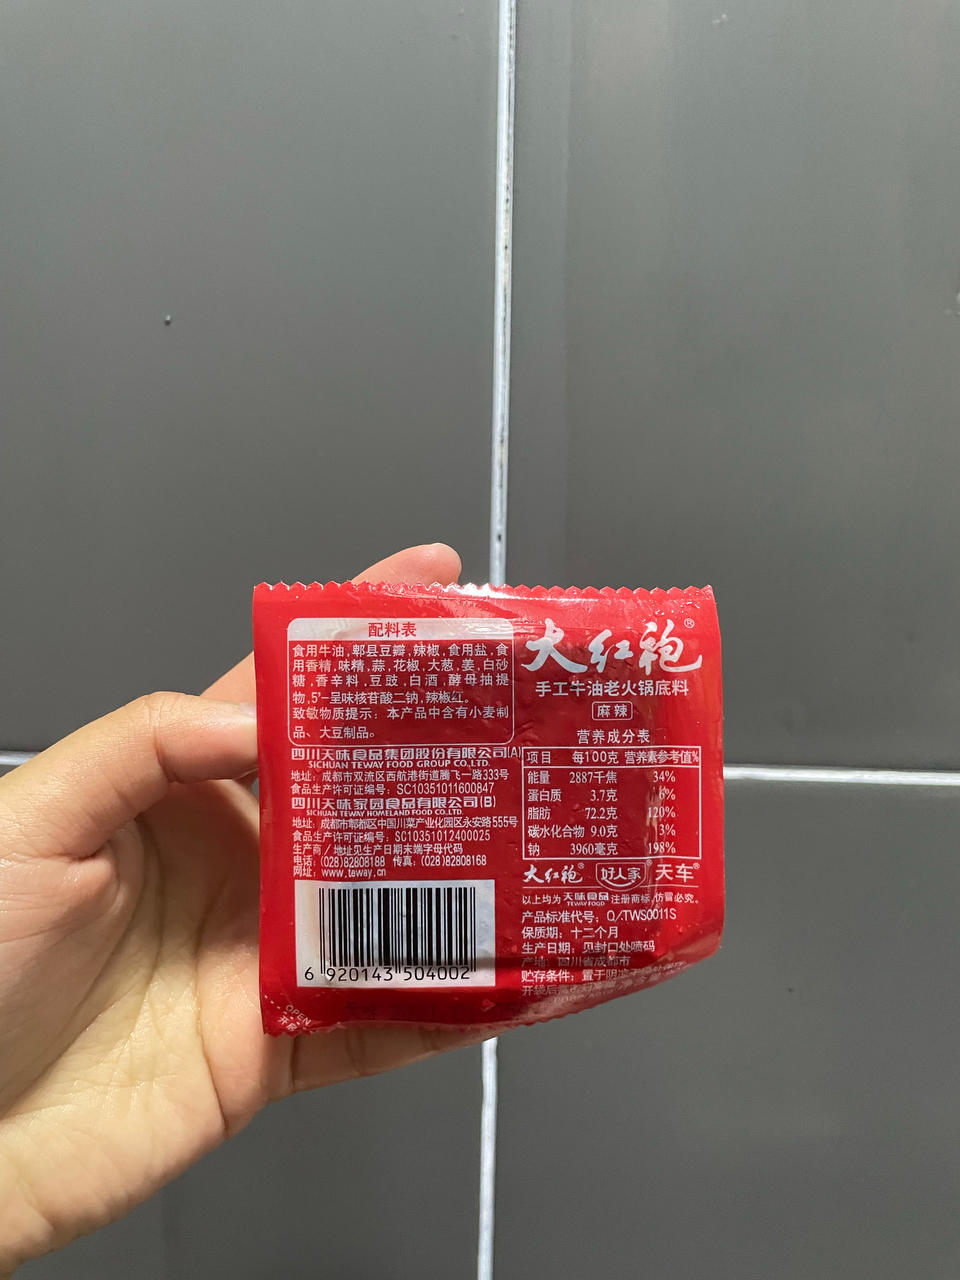 配料表
食用牛油,郫县豆瓣,辣椒,食用盐,食
用香精,味精,蒜,花椒,大葱,姜,白砂
糖,香辛料,豆豉,白酒,酵母抽提
物,5'-呈味核苷酸二钠,辣椒红。
致敏物质提示:本产品中含有小麦制
品、大豆制品。
四川天味食品集团股份有限公司(A)
SICHUAN TEWAY FOOD GROUP CO.,LTD.
地址:成都市双流区西航港街道腾飞一路333号
食品生产许可证编号:SC10351011600847
四川天味家园食品有限公司(B)
SICHUAN TEWAY HOMELAND FOOD CO.,LTD
地址:成都市郫都区中国川菜产业化园区永安路555号
食品生产许可证编号:SC10351012400025
生产商/地址见生产日期末端字母代码
电话:(028)82808188 传真:(028)82808168
网址:www.teway.cn
6 920143 504002
OPEN
大红袍®
手工牛油老火锅底料
麻辣
营养成分表
项目 每100克 营养素参考值%
能量 2887千焦 34%
蛋白质 3.7克 6%
脂肪 72.2克 120%
碳水化合物 9.0克 3%
钠 3960毫克 198%
大红袍® 好人家® 天车®
以上均为天味食品 TEWAY FOOD 注册商标,仿冒必究。
产品标准代号:Q/TWS0011S
保质期:十二个月
生产日期:见封口处喷码
产地:四川省成都市
贮存条件:置于阴凉
开袋后